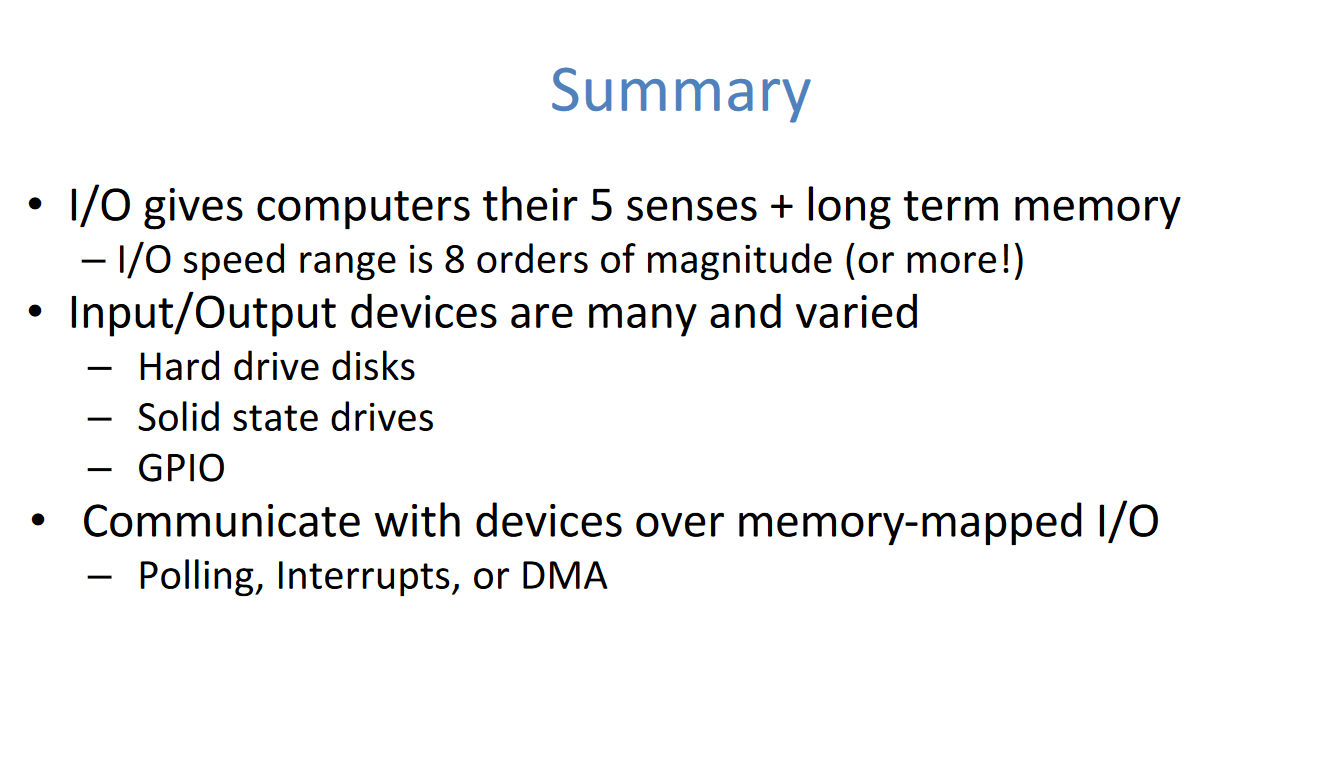 Summary
• I/O gives computers their 5 senses + long term memory
– I/O speed range is 8 orders of magnitude (or more!)
• Input/Output devices are many and varied
– Hard drive disks
– Solid state drives
– GPIO
• Communicate with devices over memory-mapped I/O
– Polling, Interrupts, or DMA